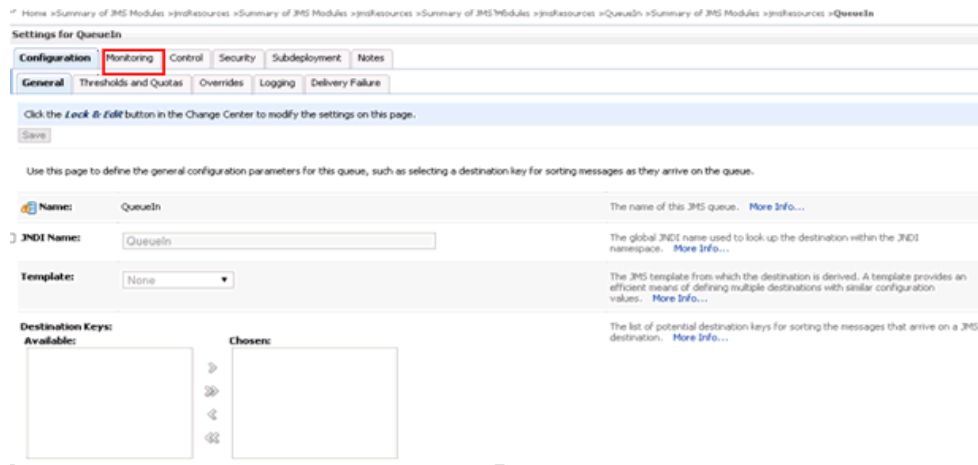 Home »Summary of JMS Modules »jmsResources »Summary of JMS Modules »jmsResources »Summary of JMS Modules »jmsResources »QueueIn »Summary of JMS Modules »jmsResources »QueueIn
Settings for QueueIn
Configuration Monitoring Control Security Subdeployment Notes
General Thresholds and Quotas Overrides Logging Delivery Failure
Click the Lock & Edit button in the Change Center to modify the settings on this page.
Save
Use this page to define the general configuration parameters for this queue, such as selecting a destination key for sorting messages as they arrive on the queue.
Name: QueueIn The name of this JMS queue. More Info...
JNDI Name: QueueIn The global JNDI name used to look up the destination within the JNDI
namespace. More Info...
Template: None The JMS template from which the destination is derived. A template provides an
efficient means of defining multiple destinations with similar configuration
values. More Info...
Destination Keys: The list of potential destination keys for sorting the messages that arrive on a JMS
destination. More Info...
Available: Chosen: